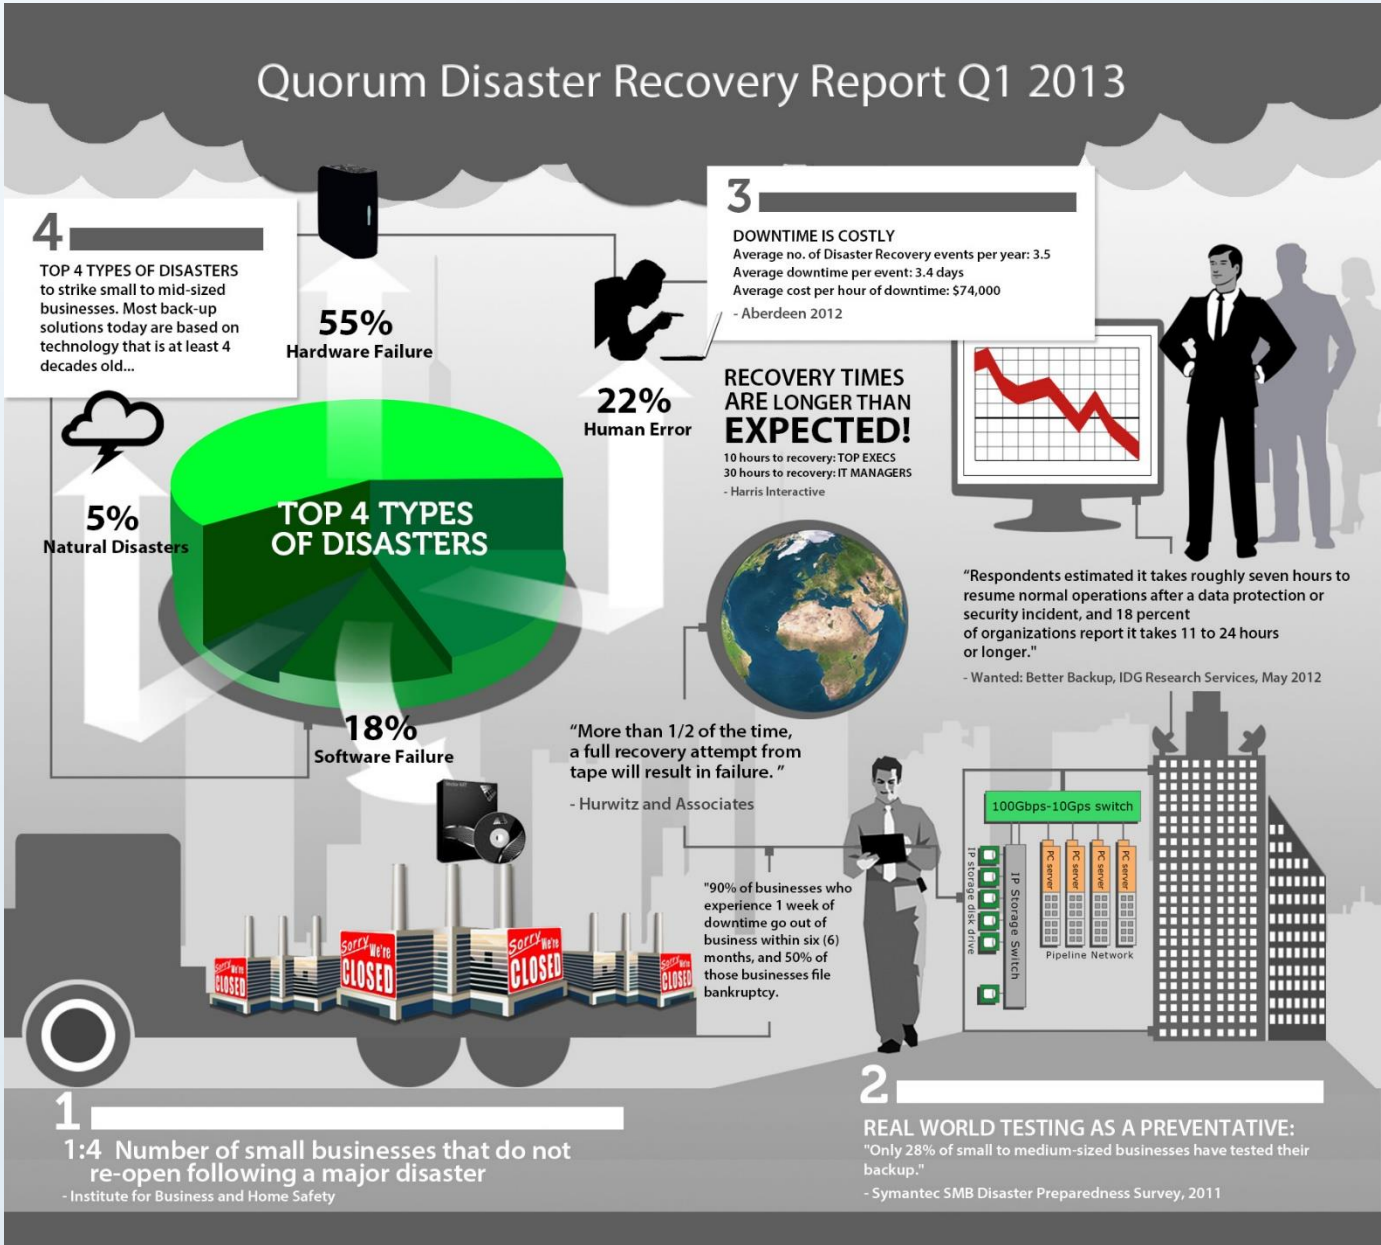 Quorum Disaster Recovery Report Q1 2013
4
TOP 4 TYPES OF DISASTERS
to strike small to mid-sized
businesses. Most back-up
solutions today are based on
technology that is at least 4
decades old...
55%
Hardware Failure
22%
Human Error
5%
Natural Disasters
TOP 4 TYPES
OF DISASTERS
18%
Software Failure
3
DOWNTIME IS COSTLY
Average no. of Disaster Recovery events per year: 3.5
Average downtime per event: 3.4 days
Average cost per hour of downtime: $74,000
- Aberdeen 2012
RECOVERY TIMES
ARE LONGER THAN
EXPECTED!
10 hours to recovery: TOP EXECS
30 hours to recovery: IT MANAGERS
- Harris Interactive
“Respondents estimated it takes roughly seven hours to
resume normal operations after a data protection or
security incident, and 18 percent
of organizations report it takes 11 to 24 hours
or longer."
- Wanted: Better Backup, IDG Research Services, May 2012
“More than 1/2 of the time,
a full recovery attempt from
tape will result in failure. ”
- Hurwitz and Associates
"90% of businesses who
experience 1 week of
downtime go out of
business within six (6)
months, and 50% of
those businesses file
bankruptcy.
100Gbps-10Gps switch
IP storage disk drive
IP Storage Switch
PC server
PC server
PC server
PC server
Pipeline Network
Sorry We're
CLOSED
Sorry We're
CLOSED
Sorry We're
CLOSED
Sorry We're
CLOSED
1
1:4 Number of small businesses that do not
re-open following a major disaster
- Institute for Business and Home Safety
2
REAL WORLD TESTING AS A PREVENTATIVE:
"Only 28% of small to medium-sized businesses have tested their
backup."
- Symantec SMB Disaster Preparedness Survey, 2011